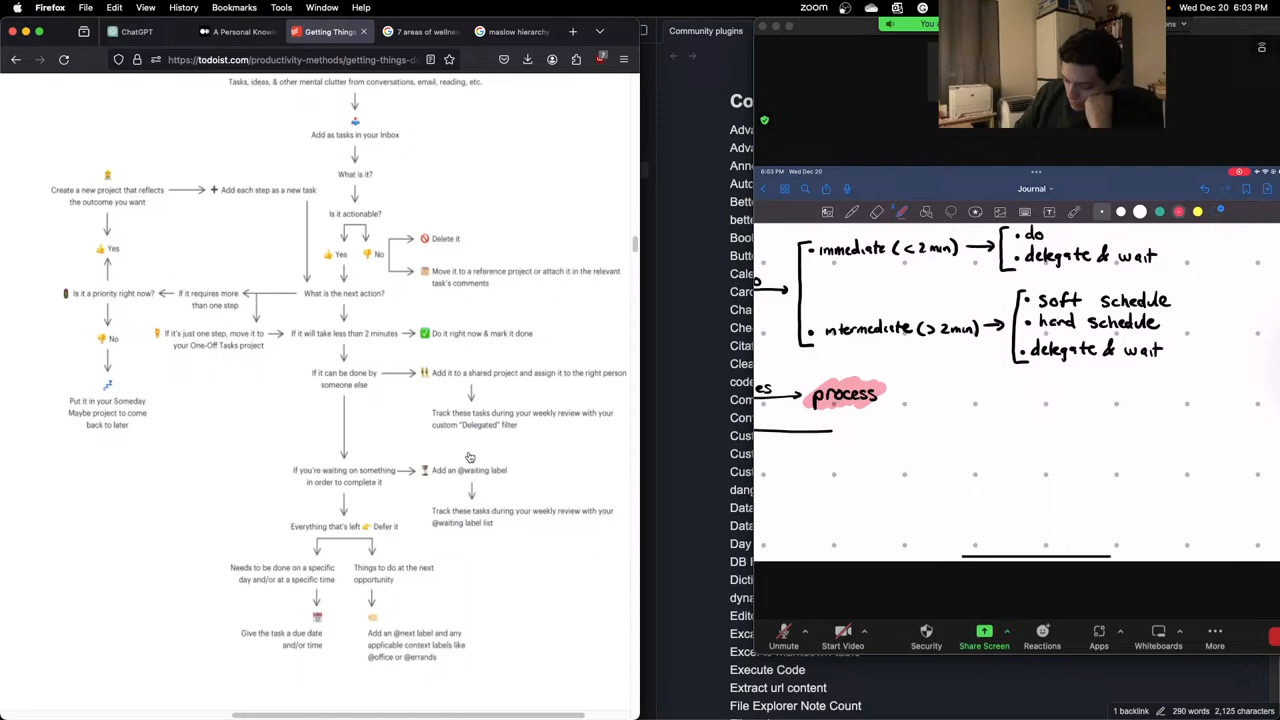 Firefox File Edit View History Bookmarks Tools Window Help
zoom
Wed Dec 20 6:03 PM
ChatGPT
A Personal Knowle
Getting Things
7 areas of wellne
maslow hierarchy
https://todoist.com/productivity-methods/getting-things-do
Tasks, ideas, & other mental clutter from conversations, email, reading, etc.
Add as tasks in your Inbox
What is it?
Create a new project that reflects
the outcome you want
Add each step as a new task
Is it actionable?
Yes
Yes
No
Delete it
Move it to a reference project or attach it in the relevant
task's comments
Is it a priority right now?
If it requires more
than one step
What is the next action?
No
If it's just one step, move it to
your One-Off Tasks project
If it will take less than 2 minutes
Do it right now & mark it done
If it can be done by
someone else
Add it to a shared project and assign it to the right person
Put it in your Someday
Maybe project to come
back to later
Track these tasks during your weekly review with your
custom "Delegated" filter
If you're waiting on something
in order to complete it
Add an @waiting label
Track these tasks during your weekly review with your
@waiting label list
Everything that's left 👉 Defer it
Needs to be done on a specific
day and/or at a specific time
Things to do at the next
opportunity
Give the task a due date
and/or time
Add an @next label and any
applicable context labels like
@office or @errands
Community plugins
You a
6:03 PM Wed Dec 20
Journal
immediate (< 2 min)
do
delegate & wait
intermediate (> 2 min)
soft schedule
hard schedule
delegate & wait
es
process
Unmute
Start Video
Security
Share Screen
Reactions
Apps
Whiteboards
More
Execute Code
Extract url content
File Explorer Note Count
1 backlink
290 words 2,125 characters